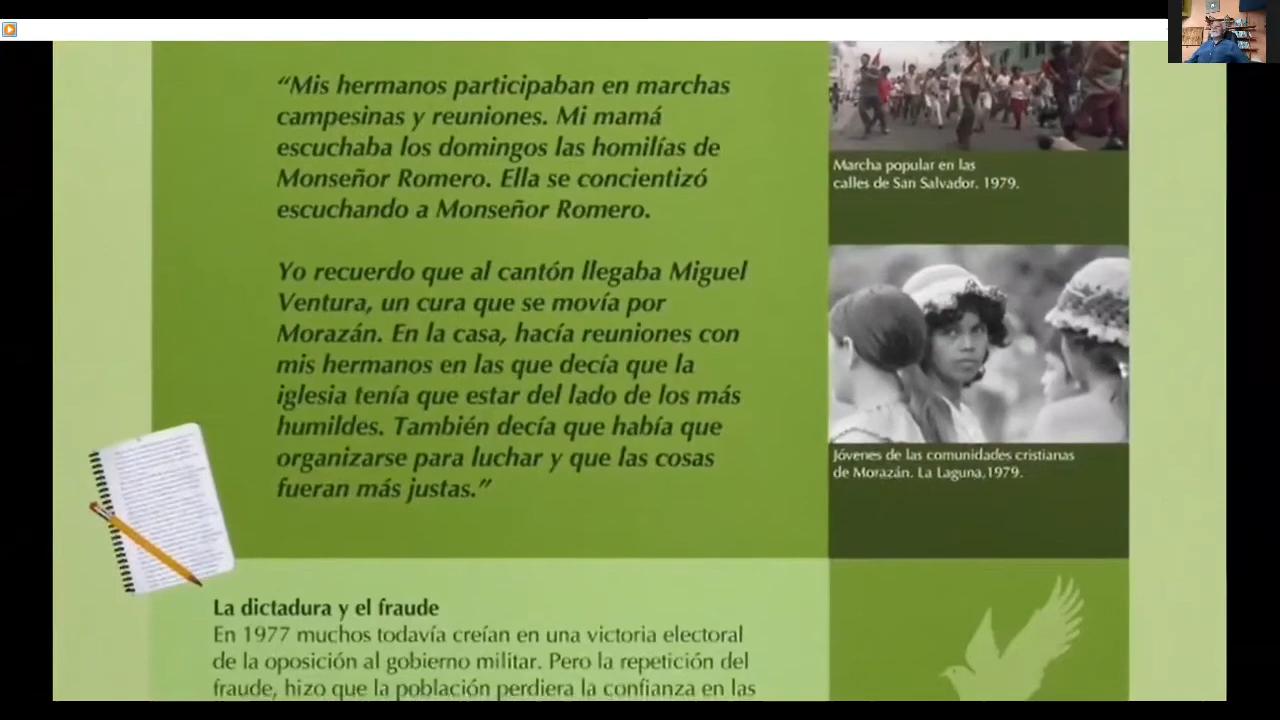 “Mis hermanos participaban en marchas
campesinas y reuniones. Mi mamá
escuchaba los domingos las homilías de
Monseñor Romero. Ella se concientizó
escuchando a Monseñor Romero.
Yo recuerdo que al cantón llegaba Miguel
Ventura, un cura que se movía por
Morazán. En la casa, hacía reuniones con
mis hermanos en las que decía que la
iglesia tenía que estar del lado de los más
humildes. También decía que había que
organizarse para luchar y que las cosas
fueran más justas.”
La dictadura y el fraude
En 1977 muchos todavía creían en una victoria electoral
de la oposición al gobierno militar. Pero la repetición del
fraude, hizo que la población perdiera la confianza en las
Marcha popular en las
calles de San Salvador. 1979.
Jóvenes de las comunidades cristianas
de Morazán. La Laguna,1979.